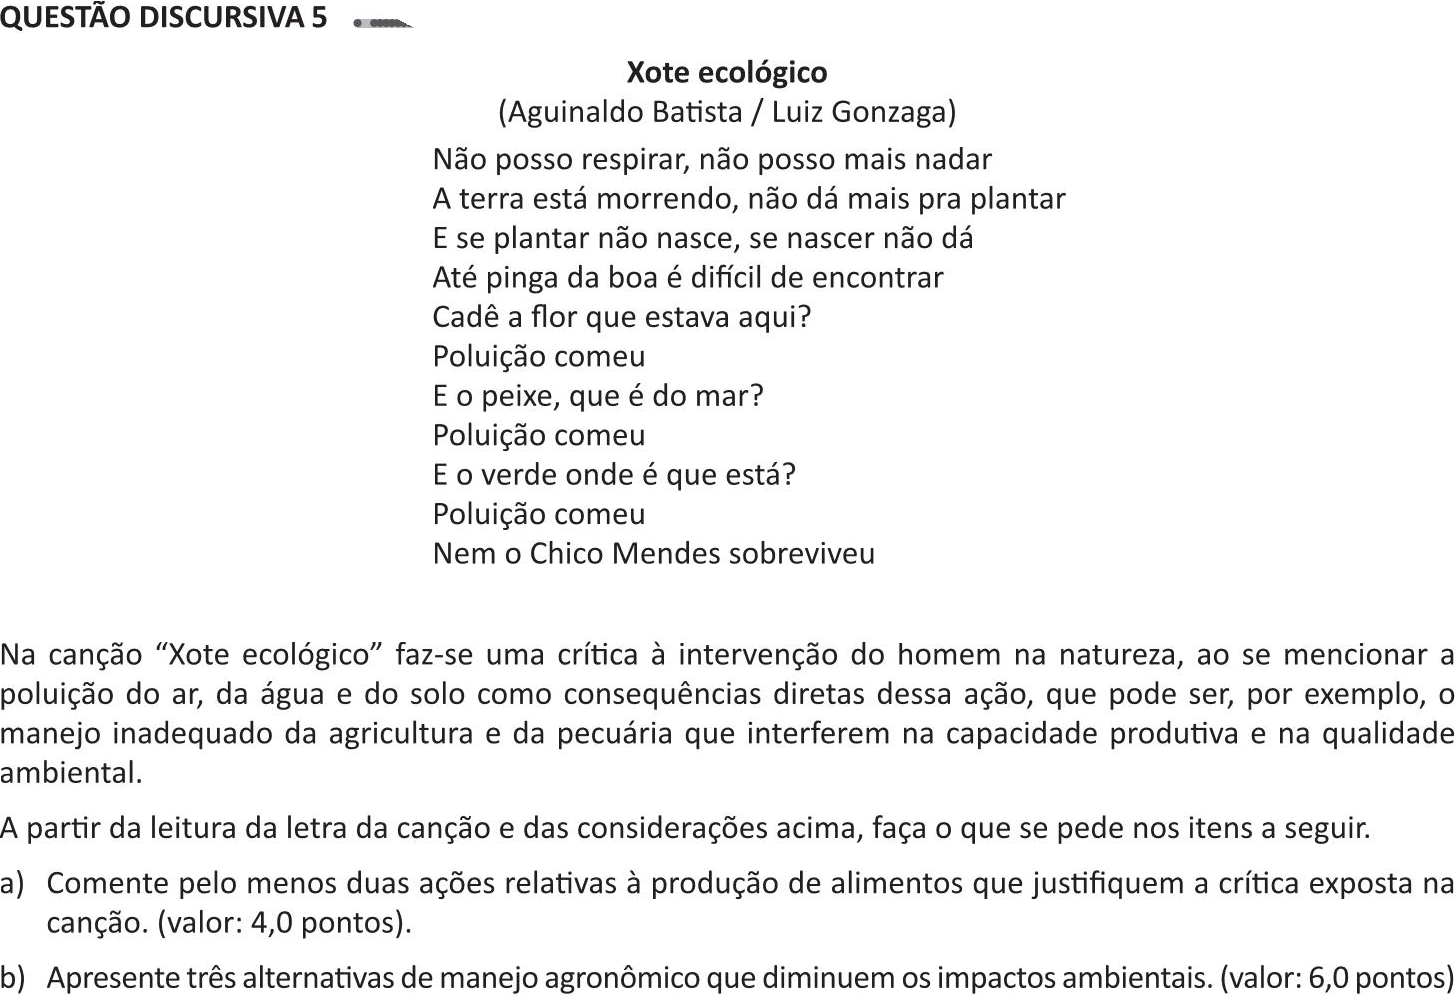 QUESTÃO DISCURSIVA 5
Xote ecológico
(Aguinaldo Batista / Luiz Gonzaga)
Não posso respirar, não posso mais nadar
A terra está morrendo, não dá mais pra plantar
E se plantar não nasce, se nascer não dá
Até pinga da boa é difícil de encontrar
Cadê a flor que estava aqui?
Poluição comeu
E o peixe, que é do mar?
Poluição comeu
E o verde onde é que está?
Poluição comeu
Nem o Chico Mendes sobreviveu
Na canção “Xote ecológico” faz-se uma crítica à intervenção do homem na natureza, ao se mencionar a
poluição do ar, da água e do solo como consequências diretas dessa ação, que pode ser, por exemplo, o
manejo inadequado da agricultura e da pecuária que interferem na capacidade produtiva e na qualidade
ambiental.
A partir da leitura da letra da canção e das considerações acima, faça o que se pede nos itens a seguir.
a) Comente pelo menos duas ações relativas à produção de alimentos que justifiquem a crítica exposta na
canção. (valor: 4,0 pontos).
b) Apresente três alternativas de manejo agronômico que diminuem os impactos ambientais. (valor: 6,0 pontos)